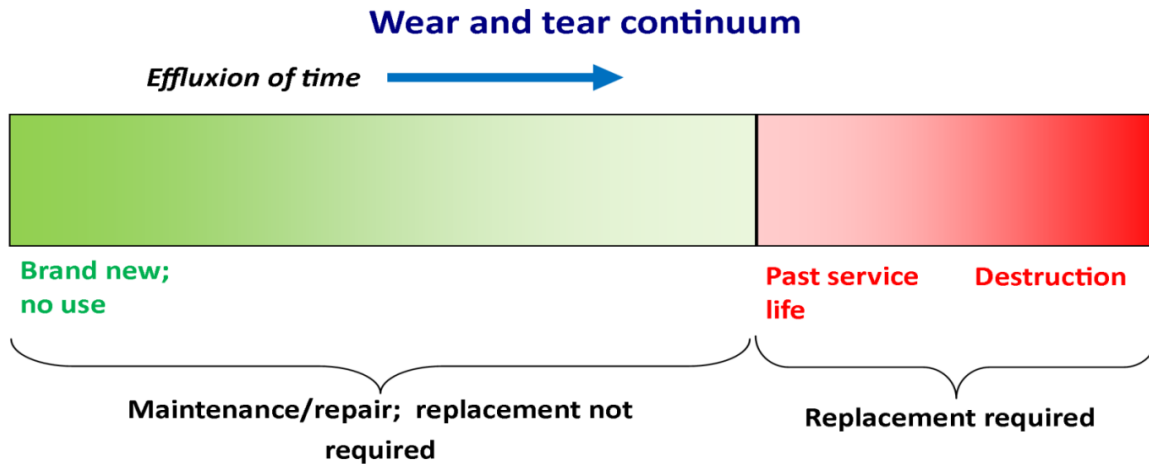 Wear and tear continuum
Effluxion of time
Brand new;
no use
Past service
life
Destruction
Maintenance/repair; replacement not
required
Replacement required